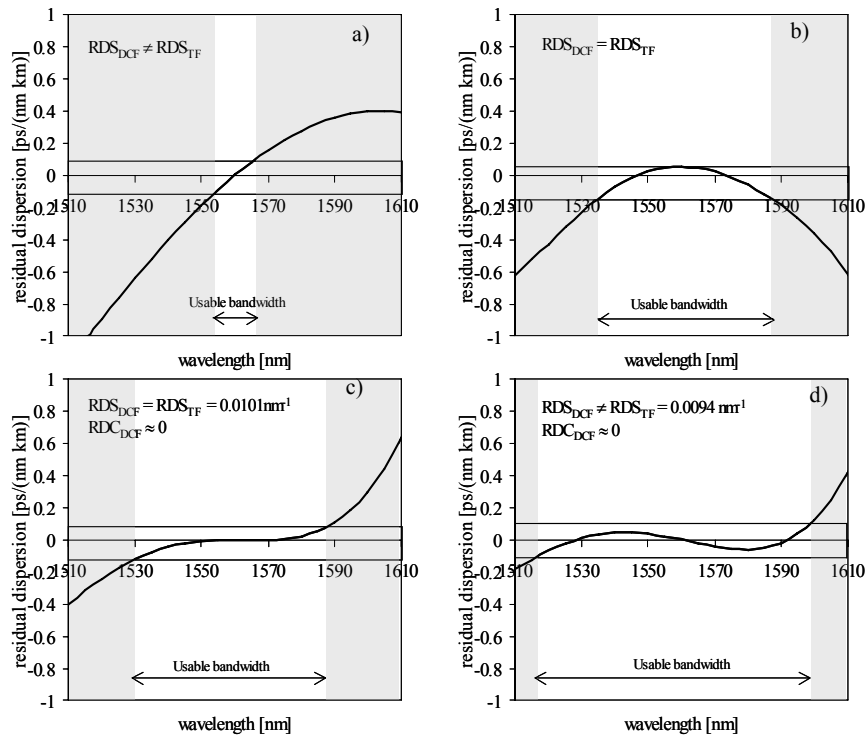 a)
RDS_DCF ≠ RDS_TF
residual dispersion [ps/(nm km)]
1
0.8
0.6
0.4
0.2
0
-0.2
-0.4
-0.6
-0.8
-1
1510 1530 1550 1570 1590 1610
Usable bandwidth
wavelength [nm]
b)
RDS_DCF = RDS_TF
residual dispersion [ps/(nm km)]
1
0.8
0.6
0.4
0.2
0
-0.2
-0.4
-0.6
-0.8
-1
1510 1530 1550 1570 1590 1610
Usable bandwidth
wavelength [nm]
c)
RDS_DCF = RDS_TF = 0.0101nm⁻¹
RDC_DCF ≈ 0
residual dispersion [ps/(nm km)]
1
0.8
0.6
0.4
0.2
0
-0.2
-0.4
-0.6
-0.8
-1
1510 1530 1550 1570 1590 1610
Usable bandwidth
wavelength [nm]
d)
RDS_DCF ≠ RDS_TF = 0.0094 nm⁻¹
RDC_DCF ≈ 0
residual dispersion [ps/(nm km)]
1
0.8
0.6
0.4
0.2
0
-0.2
-0.4
-0.6
-0.8
-1
1510 1530 1550 1570 1590 1610
Usable bandwidth
wavelength [nm]